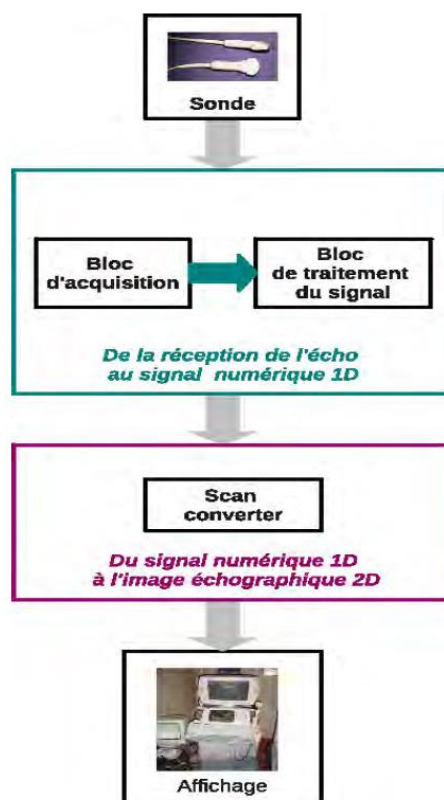 Sonde
Bloc
d'acquisition
Bloc
de traitement
du signal
De la réception de l'écho
au signal numérique 1D
Scan
converter
Du signal numérique 1D
à l'image échographique 2D
Affichage